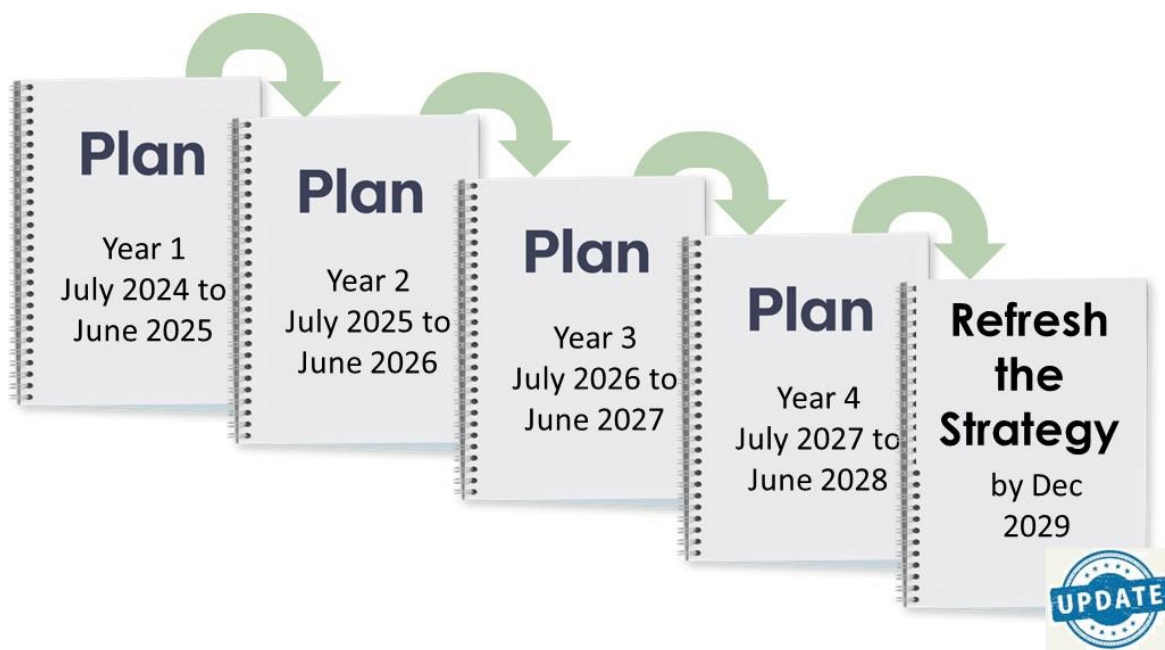 Plan
Year 1
July 2024 to
June 2025
Plan
Year 2
July 2025 to
June 2026
Plan
Year 3
July 2026 to
June 2027
Plan
Year 4
July 2027 to
June 2028
Refresh
the
Strategy
by Dec
2029
UPDATE